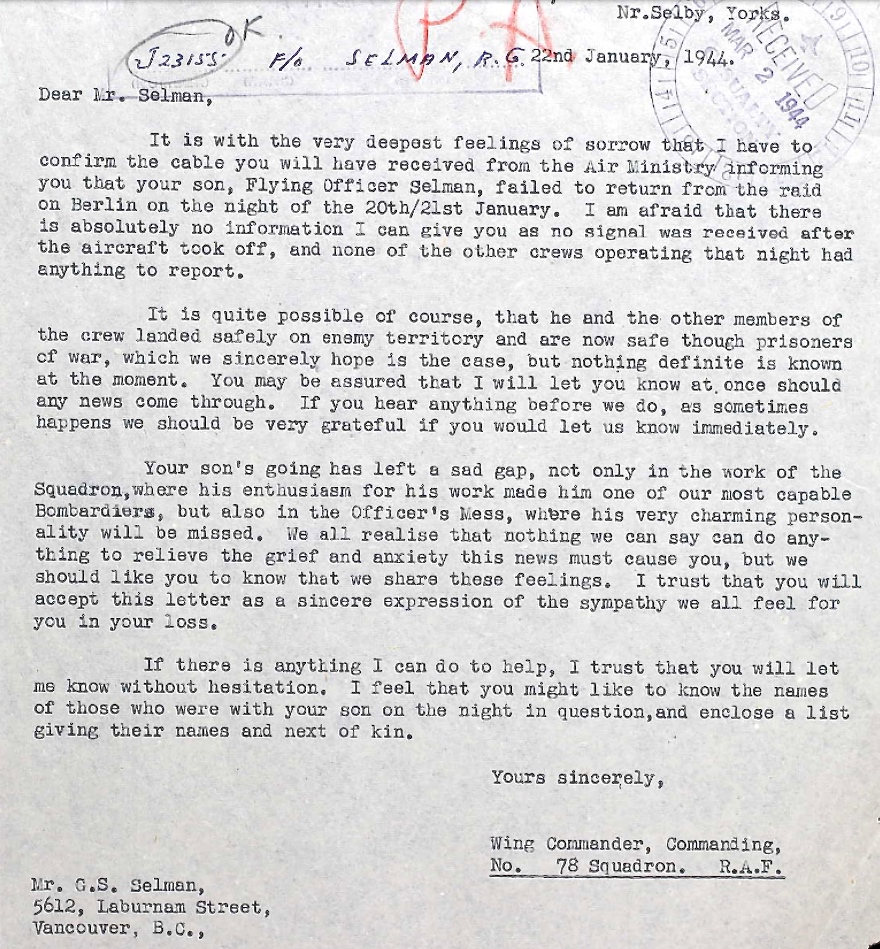 Nr.Selby, Yorks.
OK.
J23155 F/o SELMAN, R.G. 22nd January, 1944.
P A
RECEIVED
MAR 2 1944
Dear Mr. Selman,
It is with the very deepest feelings of sorrow that I have to
confirm the cable you will have received from the Air Ministry informing
you that your son, Flying Officer Selman, failed to return from the raid
on Berlin on the night of the 20th/21st January. I am afraid that there
is absolutely no information I can give you as no signal was received after
the aircraft took off, and none of the other crews operating that night had
anything to report.
It is quite possible of course, that he and the other members of
the crew landed safely on enemy territory and are now safe though prisoners
of war, which we sincerely hope is the case, but nothing definite is known
at the moment. You may be assured that I will let you know at once should
any news come through. If you hear anything before we do, as sometimes
happens we should be very grateful if you would let us know immediately.
Your son's going has left a sad gap, not only in the work of the
Squadron,where his enthusiasm for his work made him one of our most capable
Bombardiers, but also in the Officer's Mess, where his very charming person-
ality will be missed. We all realise that nothing we can say can do any-
thing to relieve the grief and anxiety this news must cause you, but we
should like you to know that we share these feelings. I trust that you will
accept this letter as a sincere expression of the sympathy we all feel for
you in your loss.
If there is anything I can do to help, I trust that you will let
me know without hesitation. I feel that you might like to know the names
of those who were with your son on the night in question,and enclose a list
giving their names and next of kin.
Yours sincerely,
Wing Commander, Commanding,
No. 78 Squadron. R.A.F.
Mr. G.S. Selman,
5612, Laburnam Street,
Vancouver, B.C.,